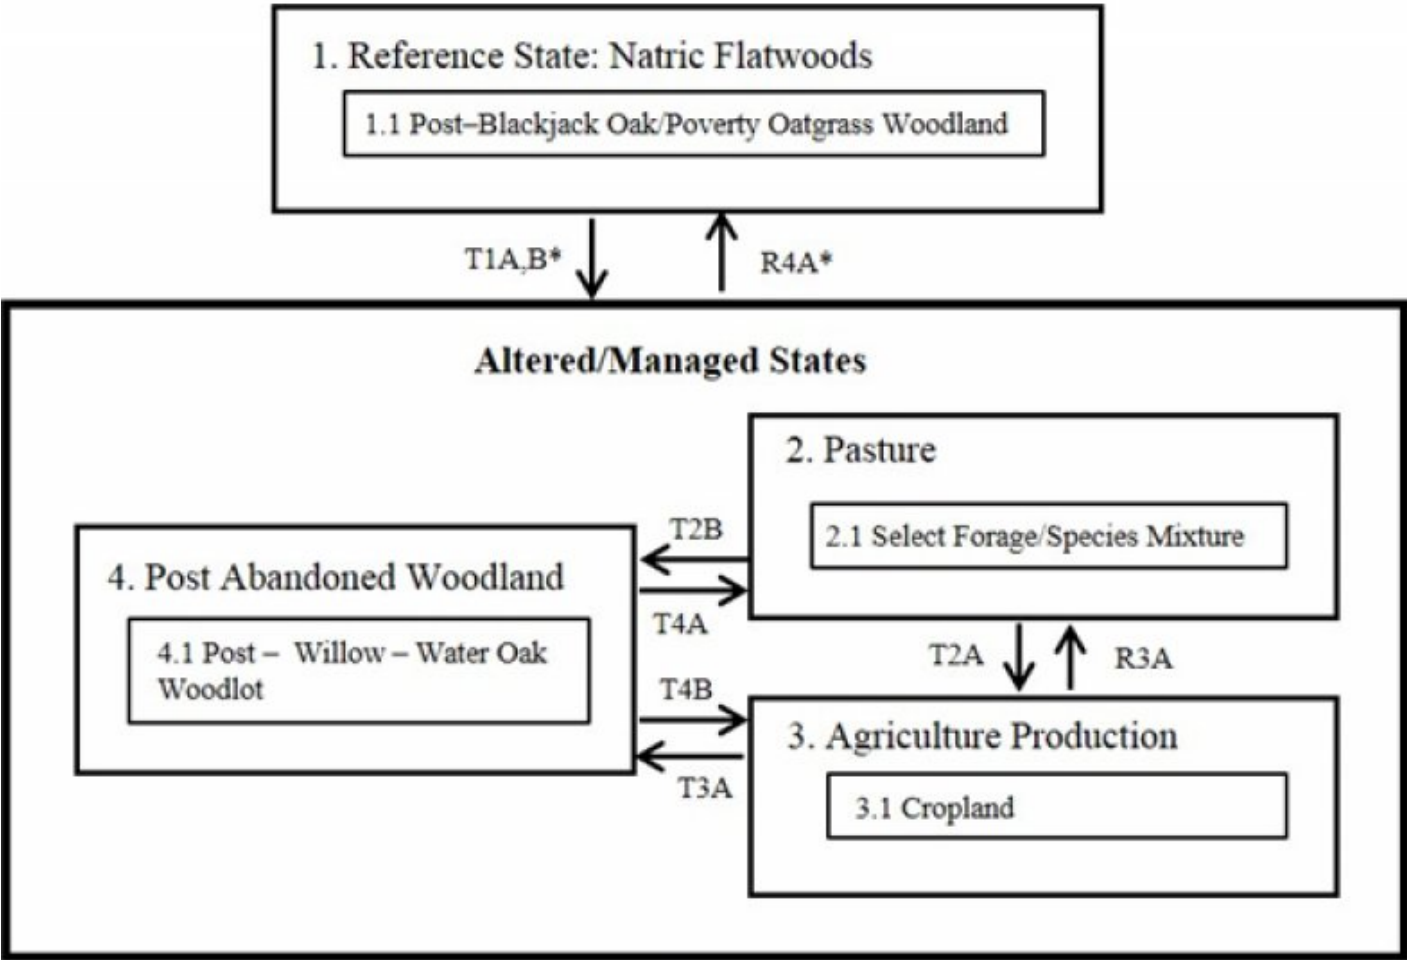 1. Reference State: Natric Flatwoods
1.1 Post–Blackjack Oak/Poverty Oatgrass Woodland
T1A,B*
R4A*
Altered/Managed States
2. Pasture
2.1 Select Forage/Species Mixture
T2B
4. Post Abandoned Woodland
T4A
4.1 Post – Willow – Water Oak
Woodlot
T2A
R3A
T4B
3. Agriculture Production
T3A
3.1 Cropland